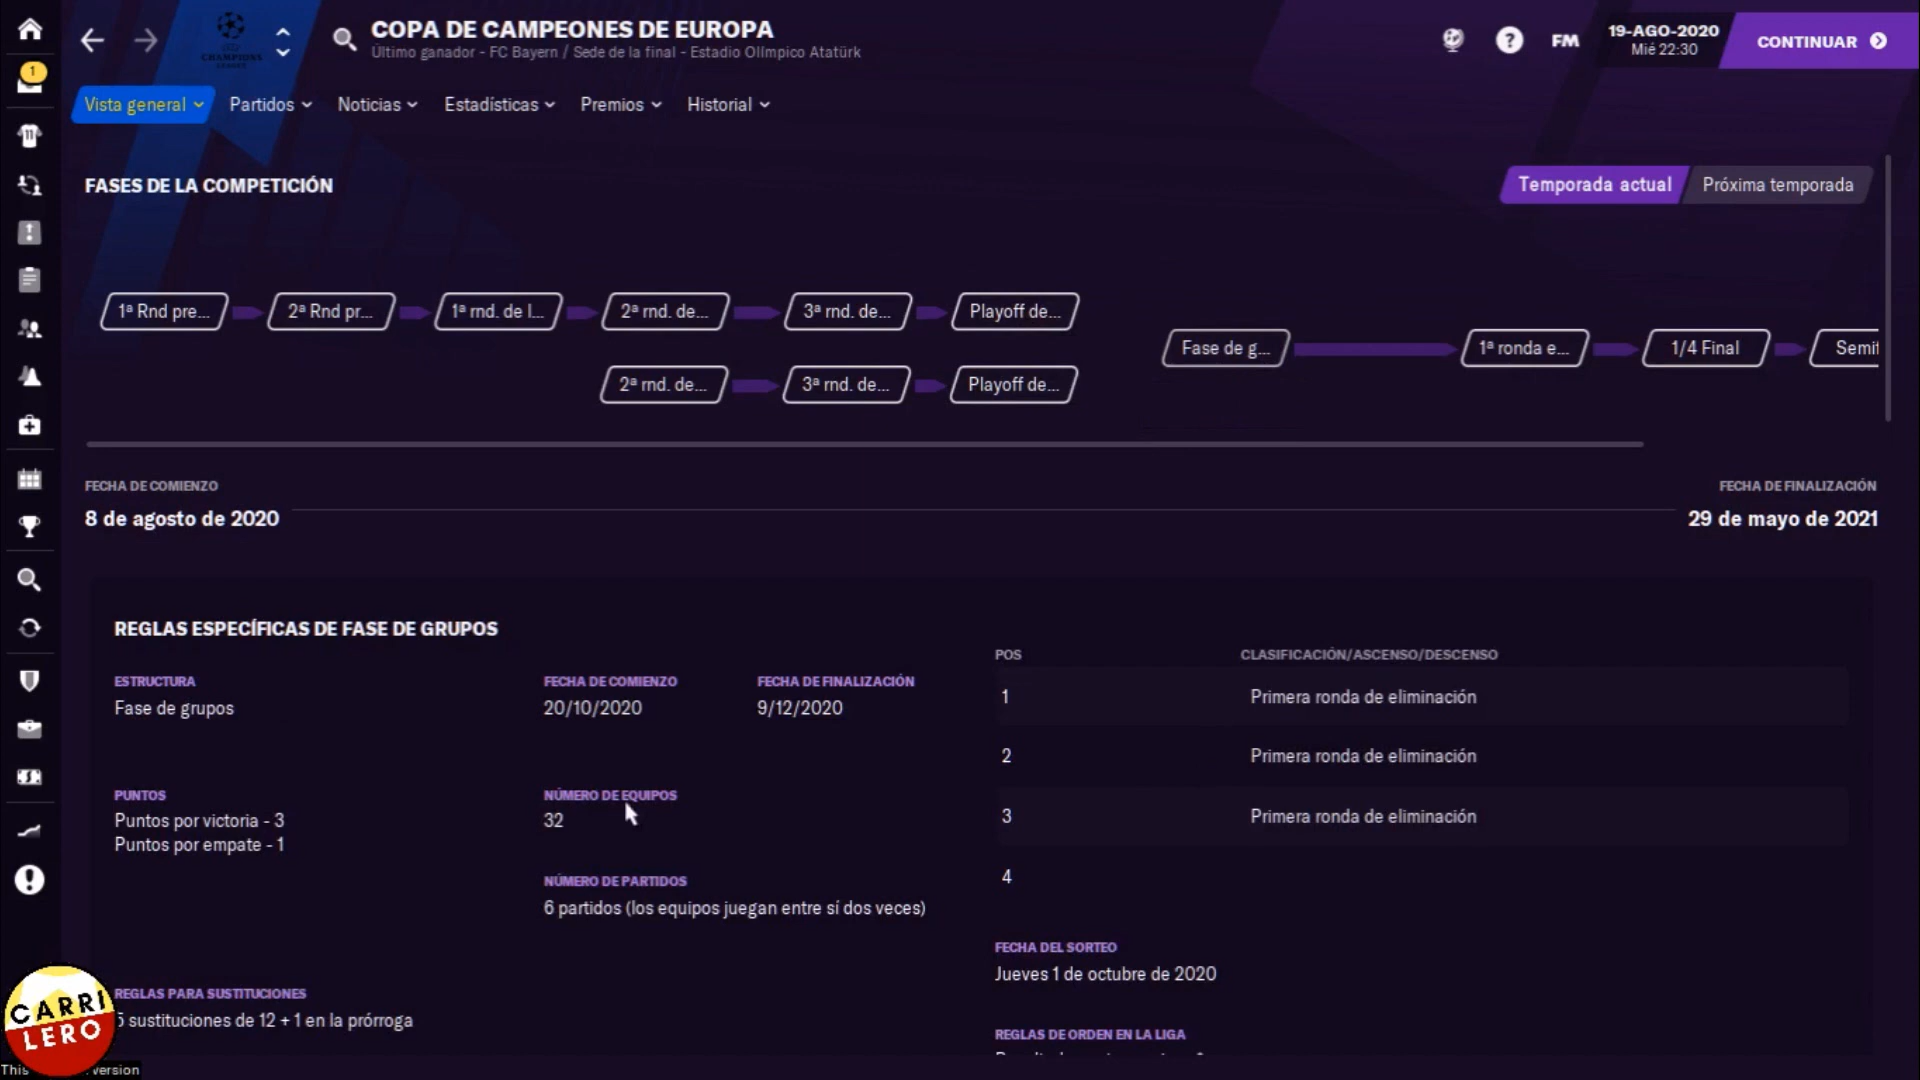 COPA DE CAMPEONES DE EUROPA
Último ganador - FC Bayern / Sede de la final - Estadio Olímpico Atatürk
CHAMPIONS
LEAGUE
FM
19-AGO-2020
Mié 22:30
CONTINUAR
1
Vista general
Partidos
Noticias
Estadísticas
Premios
Historial
FASES DE LA COMPETICIÓN
Temporada actual
Próxima temporada
1ª Rnd pre...
2ª Rnd pr...
1ª rnd. de l...
2ª rnd. de...
3ª rnd. de...
Playoff de...
Fase de g...
1ª ronda e...
1/4 Final
Semif
2ª rnd. de...
3ª rnd. de...
Playoff de...
FECHA DE COMIENZO
8 de agosto de 2020
FECHA DE FINALIZACIÓN
29 de mayo de 2021
REGLAS ESPECÍFICAS DE FASE DE GRUPOS
ESTRUCTURA
Fase de grupos
FECHA DE COMIENZO
20/10/2020
FECHA DE FINALIZACIÓN
9/12/2020
PUNTOS
Puntos por victoria - 3
Puntos por empate - 1
NÚMERO DE EQUIPOS
32
NÚMERO DE PARTIDOS
6 partidos (los equipos juegan entre sí dos veces)
REGLAS PARA SUSTITUCIONES
5 sustituciones de 12 + 1 en la prórroga
POS
CLASIFICACIÓN/ASCENSO/DESCENSO
1 Primera ronda de eliminación
2 Primera ronda de eliminación
3 Primera ronda de eliminación
4
FECHA DEL SORTEO
Jueves 1 de octubre de 2020
REGLAS DE ORDEN EN LA LIGA
CARRI
LERO
This version